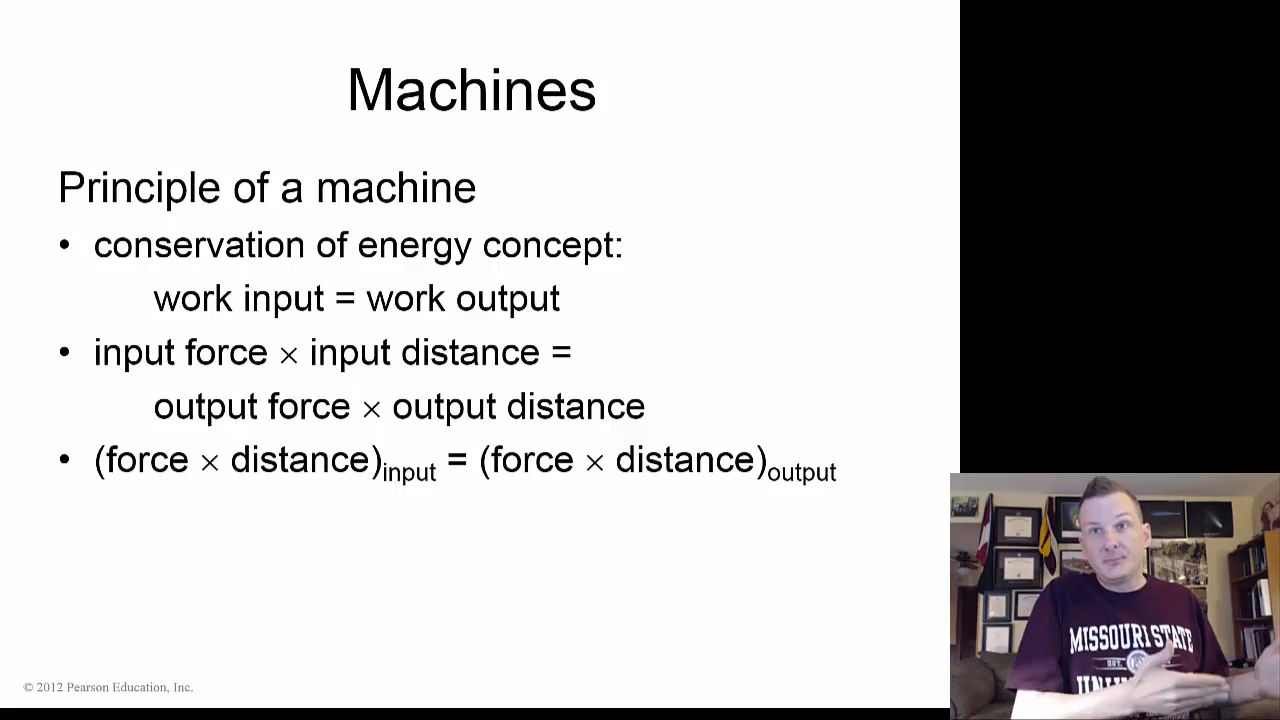 Machines
Principle of a machine
• conservation of energy concept:
work input = work output
• input force × input distance =
output force × output distance
• (force × distance)input = (force × distance)output
© 2012 Pearson Education, Inc.
MISSOURI STATE